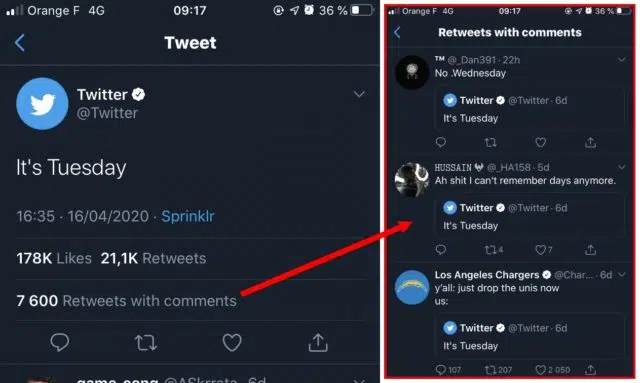 Orange F 4G 09:17 36 %
Tweet
Twitter
@Twitter
It's Tuesday
16:35 · 16/04/2020 · Sprinklr
178K Likes 21,1K Retweets
7 600 Retweets with comments
Orange F 4G 09:17 36 %
Retweets with comments
™ @_Dan391 · 22h
No .Wednesday
Twitter @Twitter · 6d
It's Tuesday
HUSSAIN @_HA158 · 5d
Ah shit I can't remember days anymore.
Twitter @Twitter · 6d
It's Tuesday
4 7
Los Angeles Chargers @Char... · 6d
y'all: just drop the unis now
us:
Twitter @Twitter · 6d
It's Tuesday
107 207 2 050